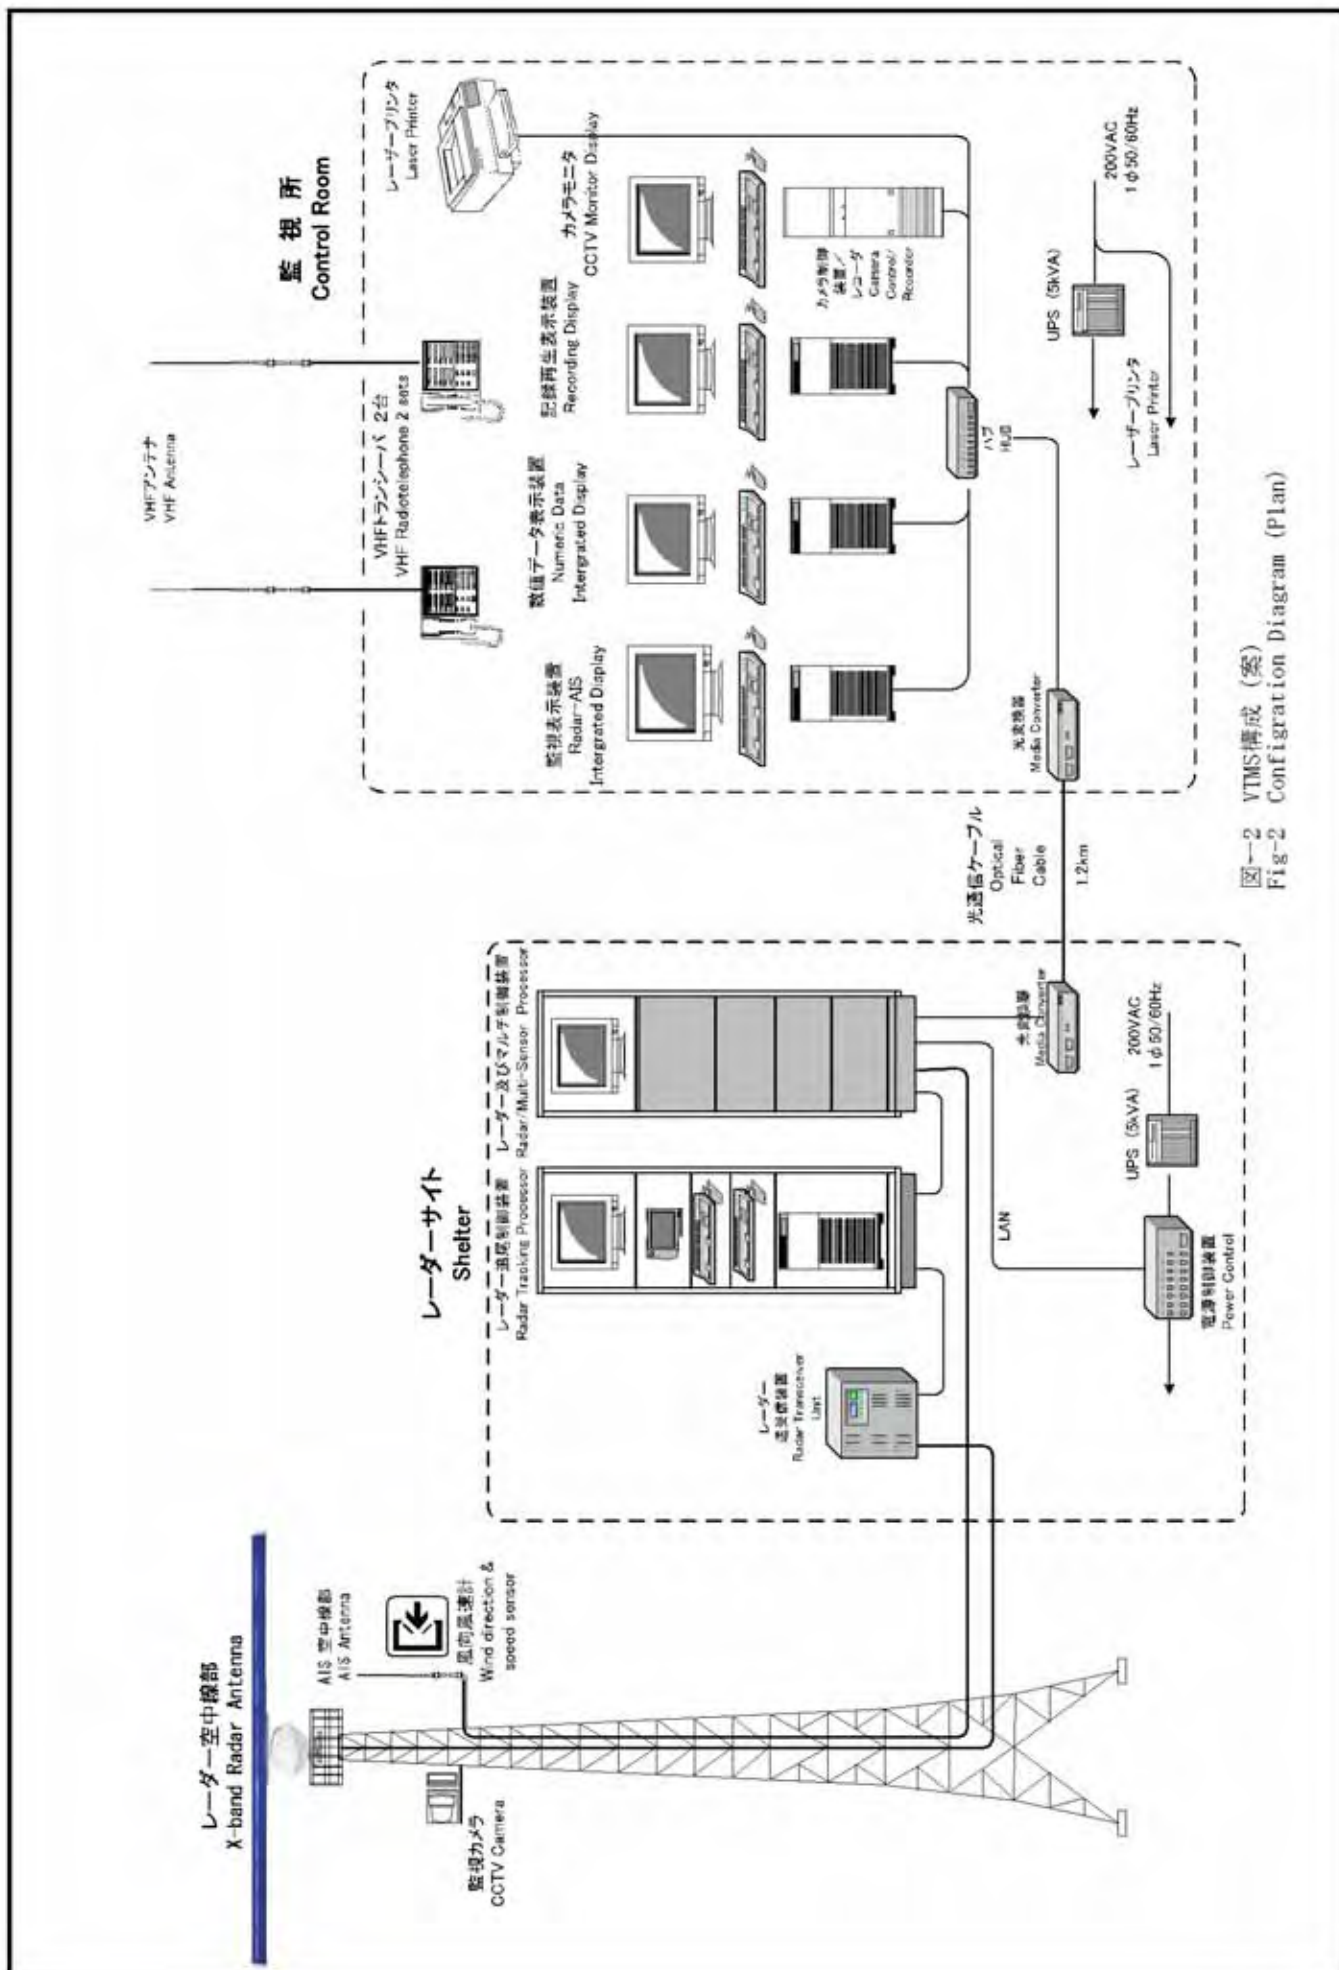 レーダー空中線部
X-band Radar Antenna
AIS 空中線部
AIS Antenna
風向風速計
Wind direction &
speed sensor
監視カメラ
CCTV Camera
レーダーサイト
Shelter
レーダー追尾制御装置
Radar Tracking Processor
レーダー及びマルチ制御装置
Radar/Multi-Sensor Processor
レーダー
送受信装置
Radar Transceiver
Unit
LAN
電源制御装置
Power Control
UPS (5kVA)
200VAC
1φ50/60Hz
Media Converter
光通信ケーブル
Optical
Fiber
Cable
1.2km
VHFアンテナ
VHF Antenna
監視所
Control Room
VHFトランシーバ 2台
VHF Radiotelephone 2 sets
レーザープリンタ
Laser Printer
監視表示装置
Radar-AIS
Intergrated Display
数値データ表示装置
Numeric Data
Intergrated Display
記録再生表示装置
Recording Display
カメラモニタ
CCTV Monitor Display
カメラ制御
装置/
レコーダ
Camera
Control/
Recorder
ハブ
HUB
光変換器
Media Converter
UPS (5kVA)
200VAC
1φ50/60Hz
レーザープリンタ
Laser Printer
図-2 VTMS構成 (案)
Fig-2 Configration Diagram (Plan)